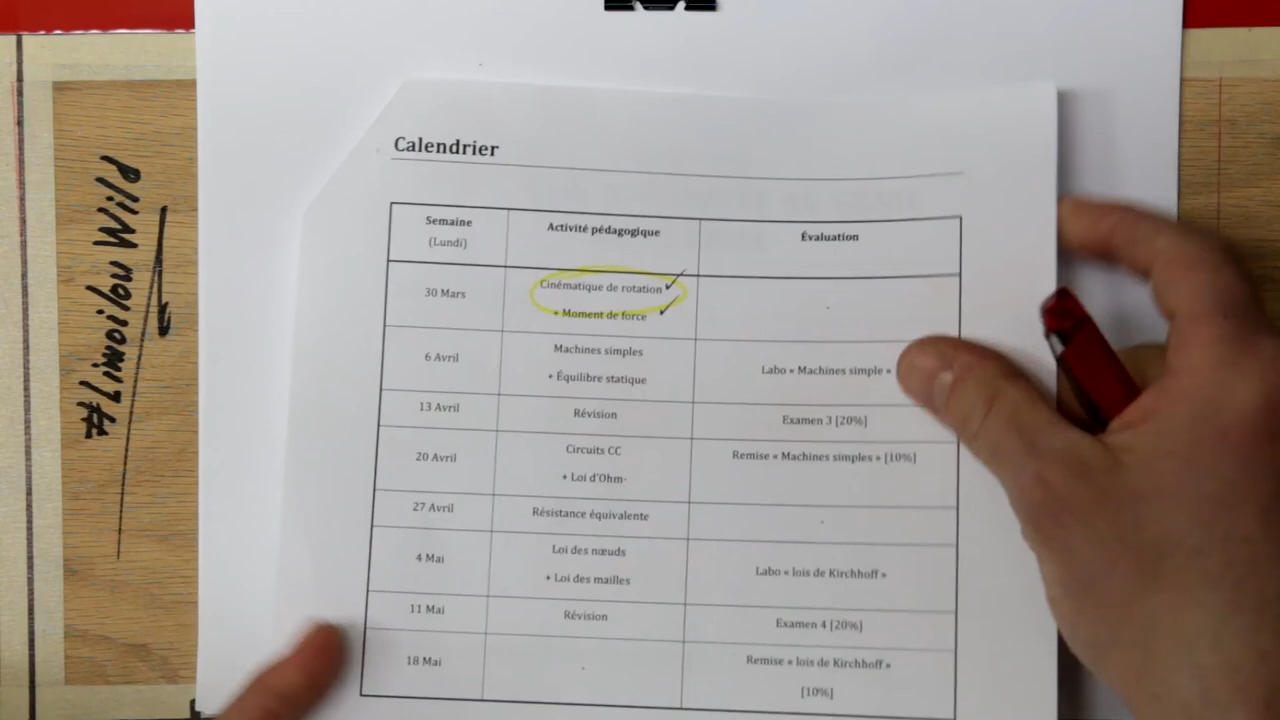 #Limoilou Wild
Calendrier
Semaine
(Lundi)
Activité pédagogique
Évaluation
30 Mars
Cinématique de rotation
+ Moment de force
6 Avril
Machines simples
+ Équilibre statique
Labo « Machines simple »
13 Avril
Révision
Examen 3 [20%]
20 Avril
Circuits CC
+ Loi d'Ohm
Remise « Machines simples » [10%]
27 Avril
Résistance équivalente
4 Mai
Loi des nœuds
+ Loi des mailles
Labo « lois de Kirchhoff »
11 Mai
Révision
Examen 4 [20%]
18 Mai
Remise « lois de Kirchhoff »
[10%]